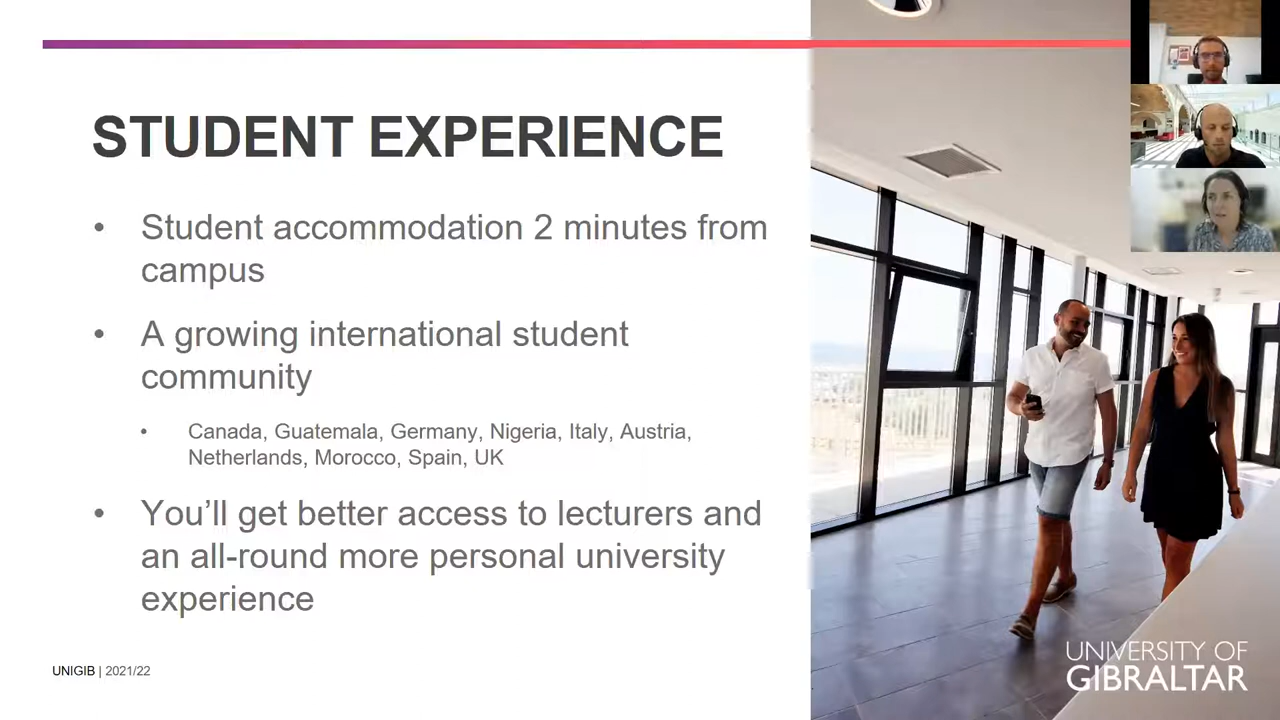 STUDENT EXPERIENCE
• Student accommodation 2 minutes from
campus
• A growing international student
community
• Canada, Guatemala, Germany, Nigeria, Italy, Austria,
Netherlands, Morocco, Spain, UK
• You’ll get better access to lecturers and
an all-round more personal university
experience
UNIGIB | 2021/22
UNIVERSITY OF
GIBRALTAR